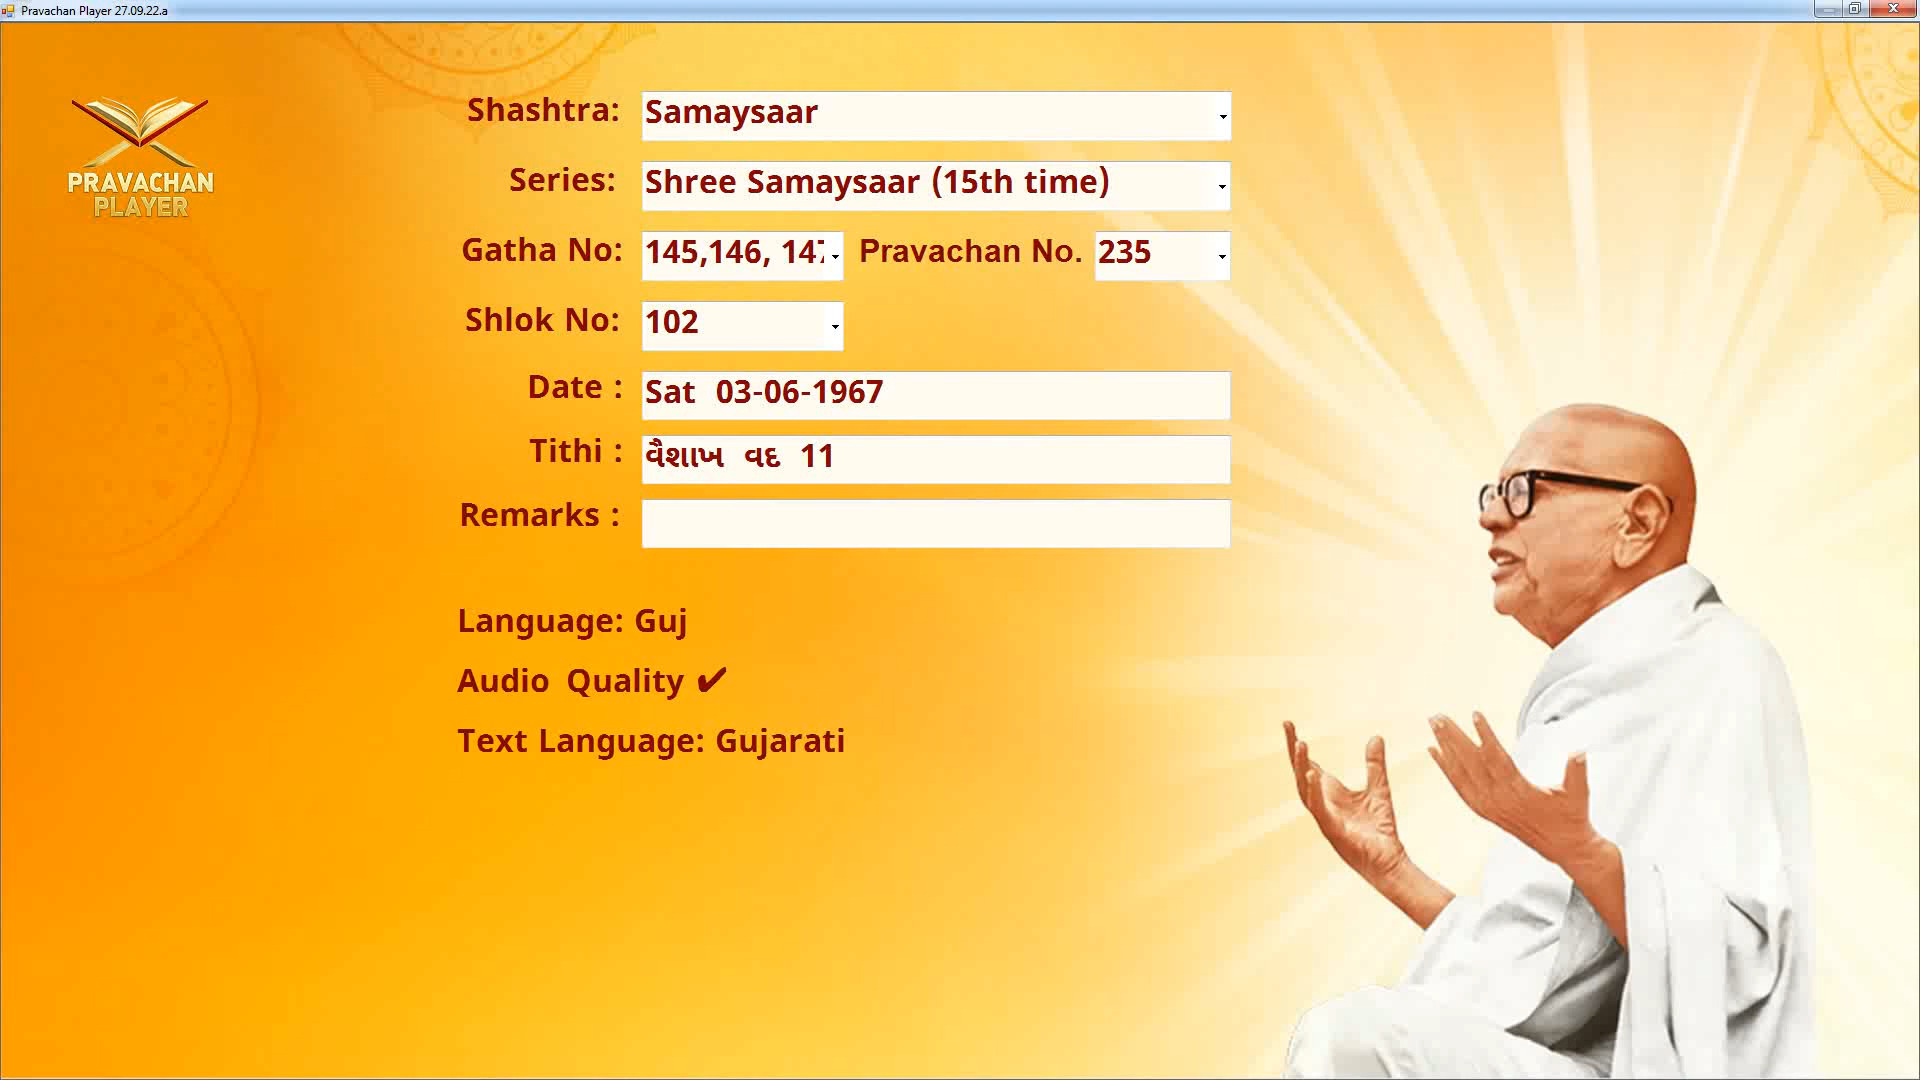 Pravachan Player 27.09.22.a
PRAVACHAN
PLAYER
Shashtra: Samaysaar
Series: Shree Samaysaar (15th time)
Gatha No: 145,146, 147 Pravachan No. 235
Shlok No: 102
Date : Sat 03-06-1967
Tithi : વૈશાખ વદ 11
Remarks :
Language: Guj
Audio Quality ✔
Text Language: Gujarati